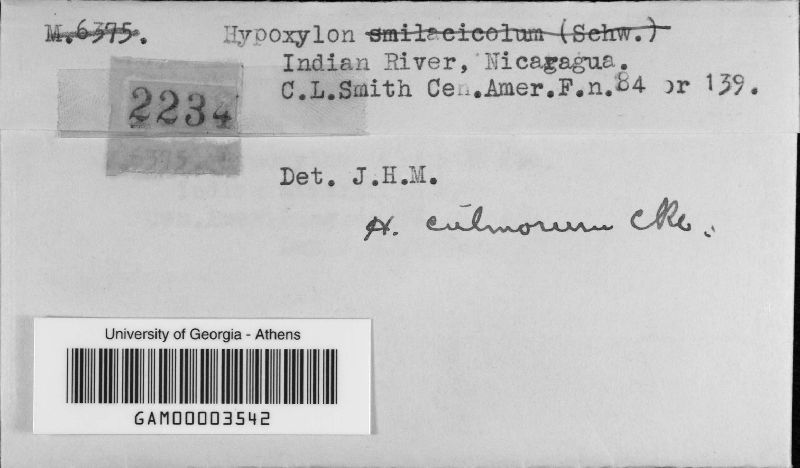 M.6375. Hypoxylon smilacicolum (Schw.)
Indian River, Nicaragua.
C.L.Smith Cen.Amer.F.n.84 or 139.
2234
Det. J.H.M.
H. culmorum Cke.
University of Georgia - Athens
GAM00003542